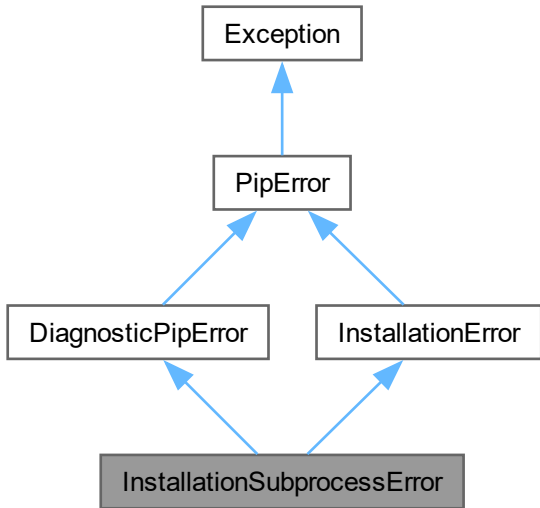 Exception
PipError
DiagnosticPipError
InstallationError
InstallationSubprocessError